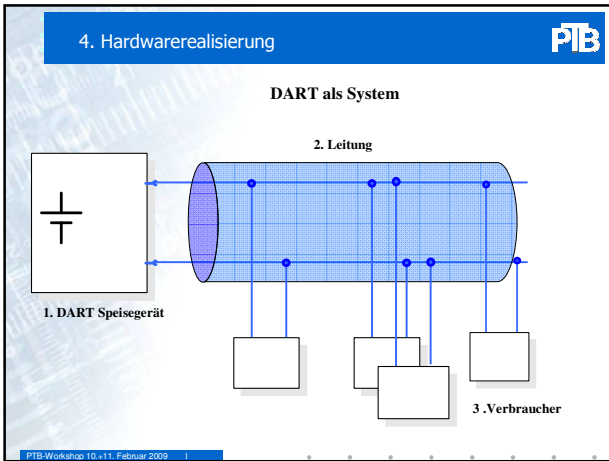 4. Hardwarerealisierung
PTB
DART als System
2. Leitung
1. DART Speisegerät
3 .Verbraucher
PTB-Workshop 10.+11. Februar 2009 1